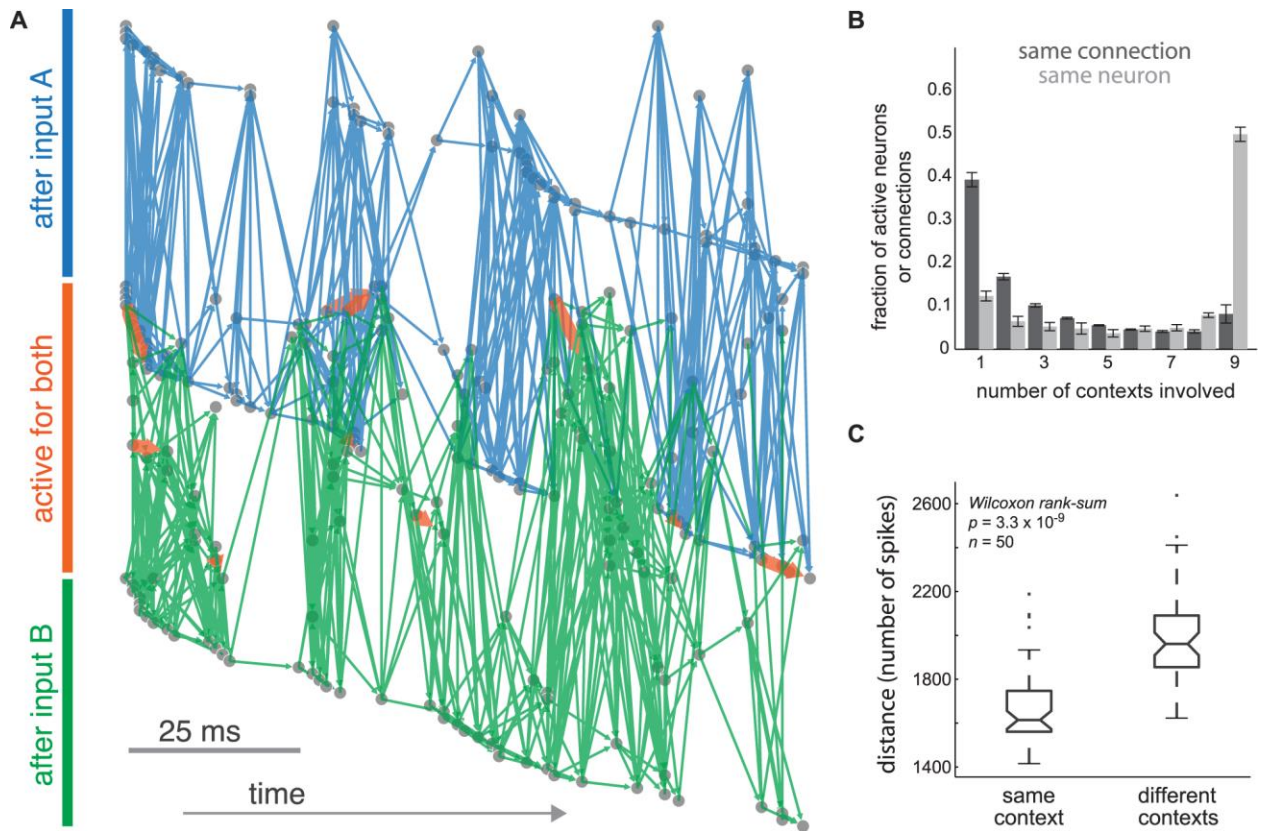 A
after input A
active for both
after input B
25 ms
time
B
same connection
same neuron
fraction of active neurons
or connections
0.6
0.5
0.4
0.3
0.2
0.1
0
1
3
5
7
9
number of contexts involved
C
distance (number of spikes)
2600
2200
1800
1400
Wilcoxon rank-sum
p = 3.3 x 10⁻⁹
n = 50
same
context
different
contexts